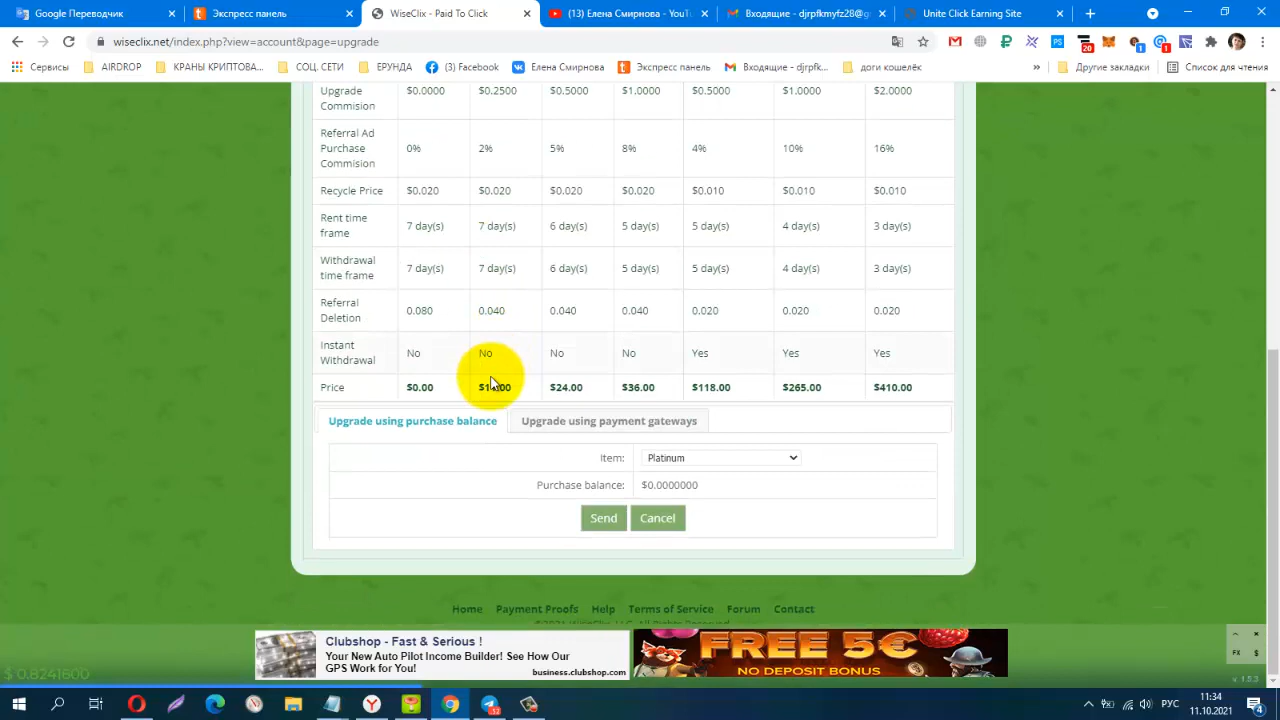 Google Переводчик
Экспресс панель
WiseClix - Paid To Click
(13) Елена Смирнова - YouTu
Входящие - djrpfkmyfz28@g
Unite Click Earning Site
wiseclix.net/index.php?view=account&page=upgrade
20
1
1
Сервисы
AIRDROP
КРАНЫ КРИПТОВА...
СОЦ. СЕТИ
ЕРУНДА
(3) Facebook
Елена Смирнова
Экспресс панель
Входящие - djrpfk...
доги кошелёк
»
Другие закладки
Список для чтения
Upgrade Commision $0.0000 $0.2500 $0.5000 $1.0000 $0.5000 $1.0000 $2.0000
Referral Ad Purchase Commision 0% 2% 5% 8% 4% 10% 16%
Recycle Price $0.020 $0.020 $0.020 $0.020 $0.010 $0.010 $0.010
Rent time frame 7 day(s) 7 day(s) 6 day(s) 5 day(s) 5 day(s) 4 day(s) 3 day(s)
Withdrawal time frame 7 day(s) 7 day(s) 6 day(s) 5 day(s) 5 day(s) 4 day(s) 3 day(s)
Referral Deletion 0.080 0.040 0.040 0.040 0.020 0.020 0.020
Instant Withdrawal No No No No Yes Yes Yes
Price $0.00 $24.00 $36.00 $118.00 $265.00 $410.00
Upgrade using purchase balance
Upgrade using payment gateways
Item: Platinum
Purchase balance: $0.0000000
Send Cancel
Home Payment Proofs Help Terms of Service Forum Contact
Clubshop - Fast & Serious !
Your New Auto Pilot Income Builder! See How Our
GPS Work for You!
business.clubshop.com
FREE 5€
NO DEPOSIT BONUS
FX $
v 1.5.3
$ 0.8241600
12
РУС
11:34
11.10.2021
4